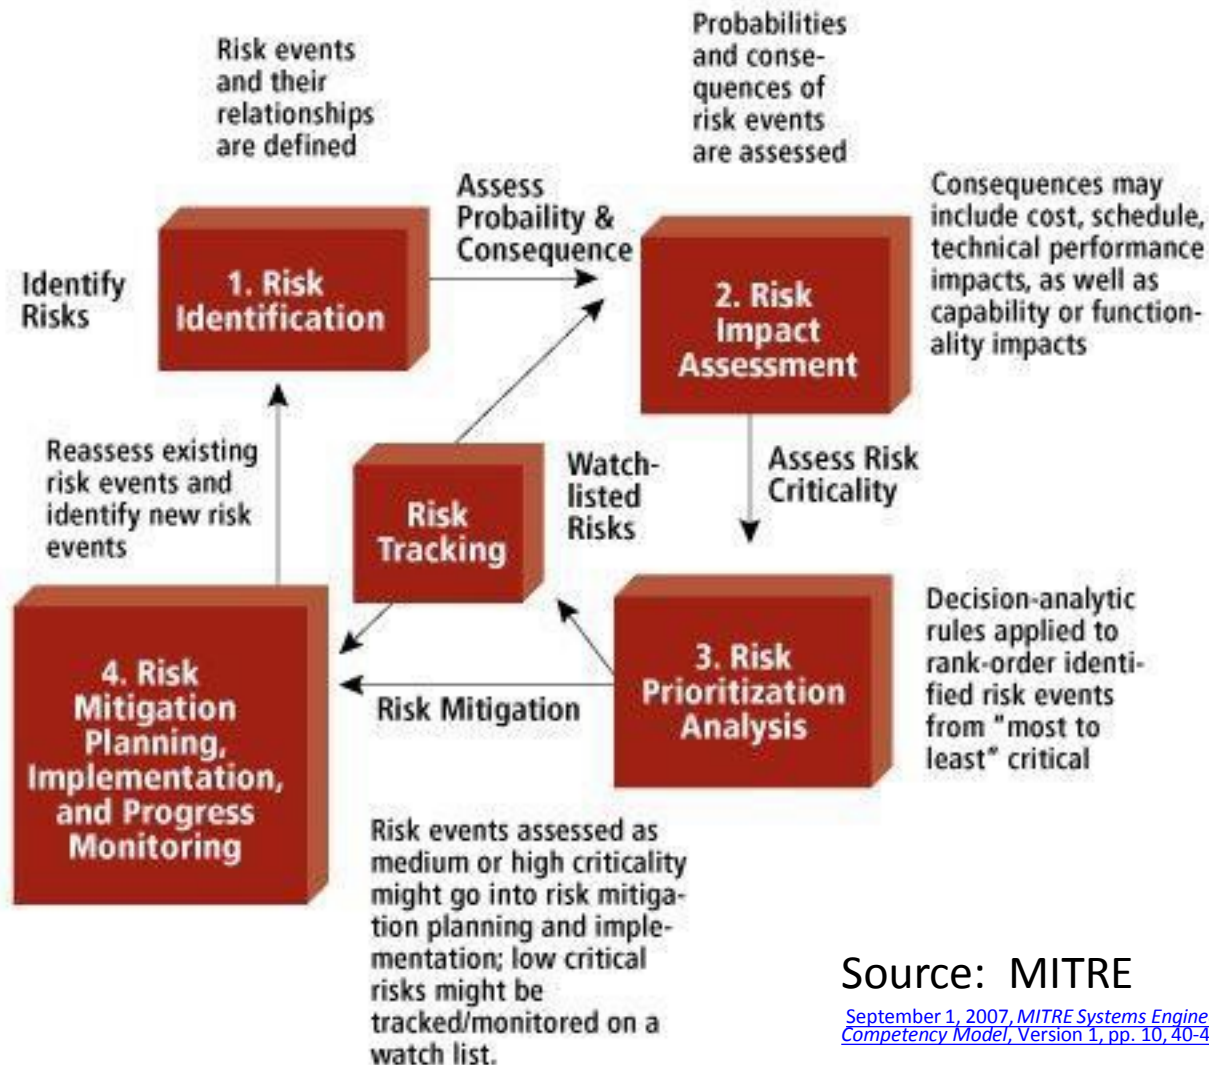 Risk events
and their
relationships
are defined
Probabilities
and conse-
quences of
risk events
are assessed
Assess
Probaility &
Consequence
Consequences may
include cost, schedule,
technical performance
impacts, as well as
capability or function-
ality impacts
Identify
Risks
1. Risk
Identification
2. Risk
Impact
Assessment
Reassess existing
risk events and
identify new risk
events
Risk
Tracking
Watch-
listed
Risks
Assess Risk
Criticality
4. Risk
Mitigation
Planning,
Implementation,
and Progress
Monitoring
Risk Mitigation
3. Risk
Prioritization
Analysis
Decision-analytic
rules applied to
rank-order identi-
fied risk events
from "most to
least" critical
Risk events assessed as
medium or high criticality
might go into risk mitiga-
tion planning and imple-
mentation; low critical
risks might be
tracked/monitored on a
watch list.
Source: MITRE
September 1, 2007, MITRE Systems Engine
Competency Model, Version 1, pp. 10, 40-4